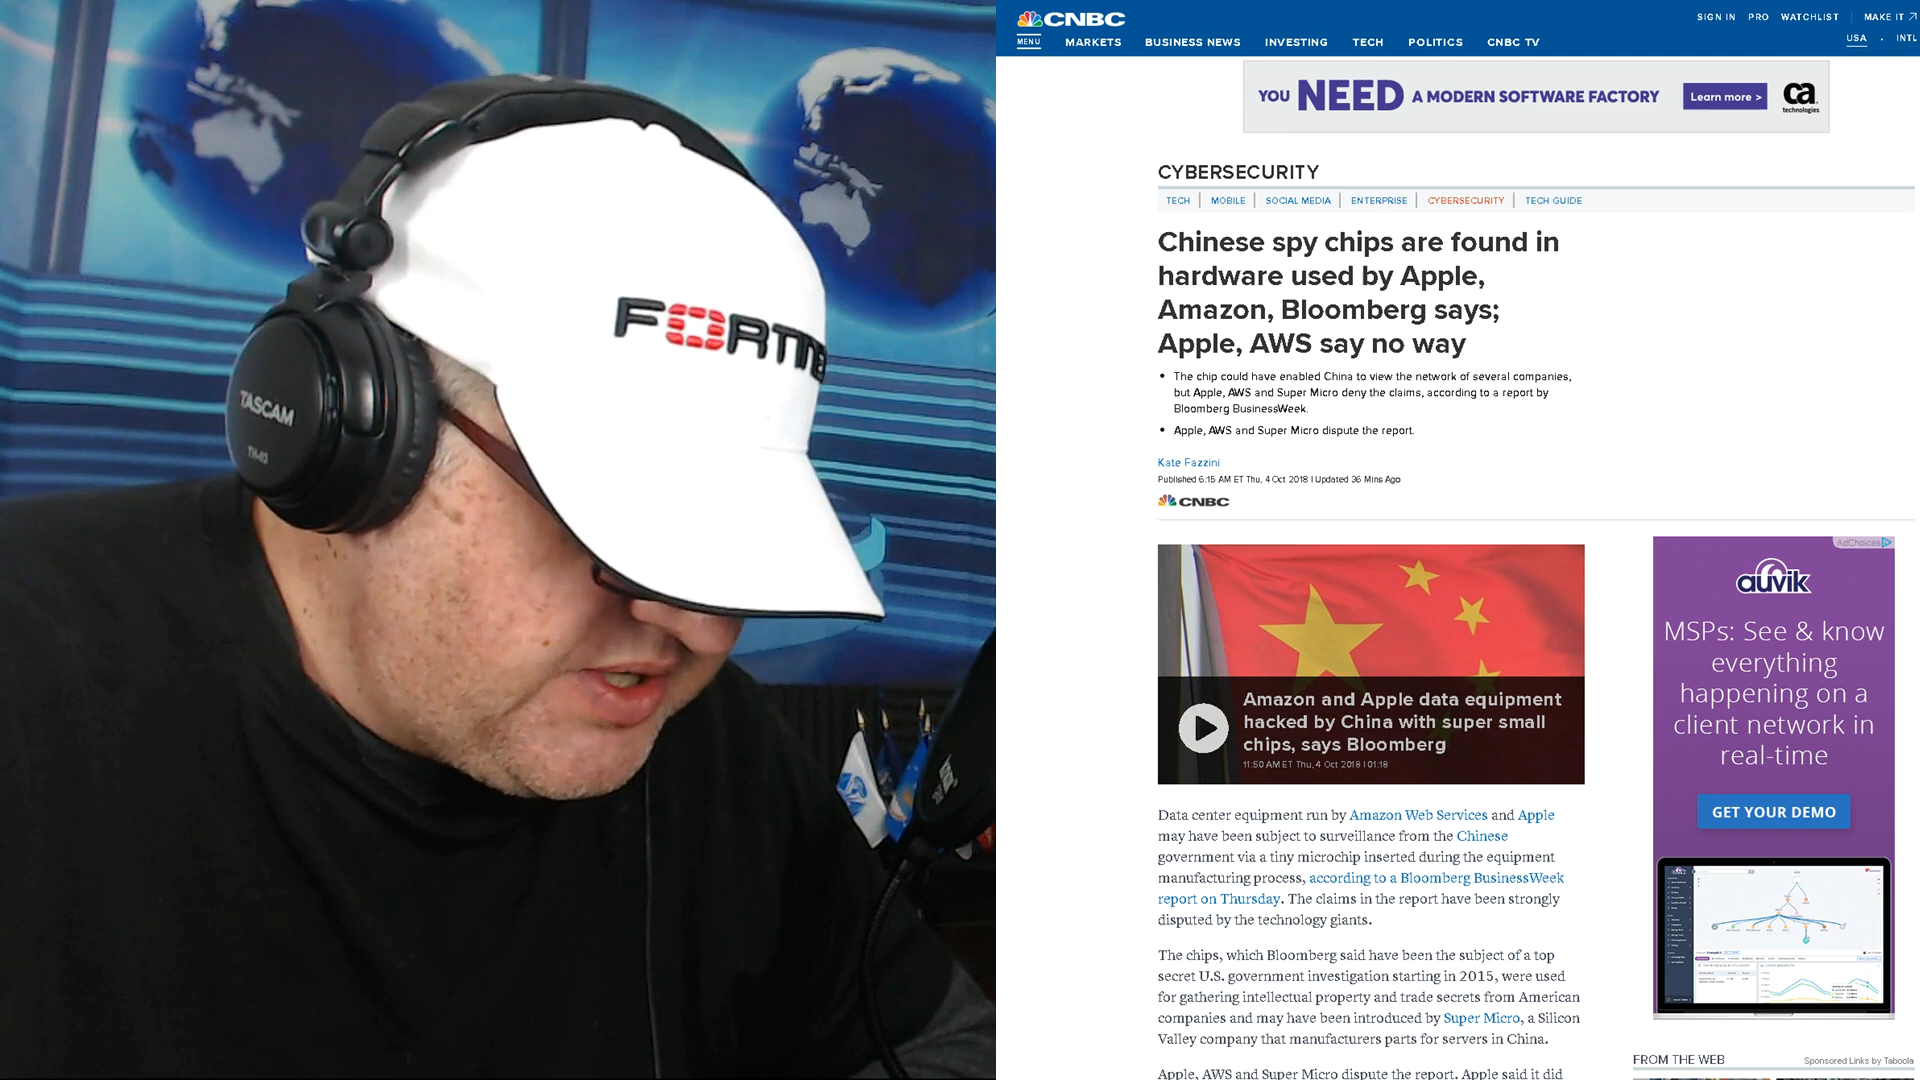 FORTINE
TASCAM
TH-03
CNBC
SIGN IN PRO WATCHLIST MAKE IT
MENU MARKETS BUSINESS NEWS INVESTING TECH POLITICS CNBC TV USA INTL
YOU NEED A MODERN SOFTWARE FACTORY Learn more > ca technologies
CYBERSECURITY
TECH MOBILE SOCIAL MEDIA ENTERPRISE CYBERSECURITY TECH GUIDE
Chinese spy chips are found in
hardware used by Apple,
Amazon, Bloomberg says;
Apple, AWS say no way
• The chip could have enabled China to view the network of several companies,
but Apple, AWS and Super Micro deny the claims, according to a report by
Bloomberg BusinessWeek.
• Apple, AWS and Super Micro dispute the report.
Kate Fazzini
Published 6:15 AM ET Thu, 4 Oct 2018 | Updated 36 Mins Ago
CNBC
Amazon and Apple data equipment
hacked by China with super small
chips, says Bloomberg
11:50 AM ET Thu, 4 Oct 2018 | 01:18
Data center equipment run by Amazon Web Services and Apple
may have been subject to surveillance from the Chinese
government via a tiny microchip inserted during the equipment
manufacturing process, according to a Bloomberg BusinessWeek
report on Thursday. The claims in the report have been strongly
disputed by the technology giants.
The chips, which Bloomberg said have been the subject of a top
secret U.S. government investigation starting in 2015, were used
for gathering intellectual property and trade secrets from American
companies and may have been introduced by Super Micro, a Silicon
Valley company that manufacturers parts for servers in China.
Apple, AWS and Super Micro dispute the report. Apple said it did
AdChoices
auvik
MSPs: See & know
everything
happening on a
client network in
real-time
GET YOUR DEMO
FROM THE WEB Sponsored Links by Taboola